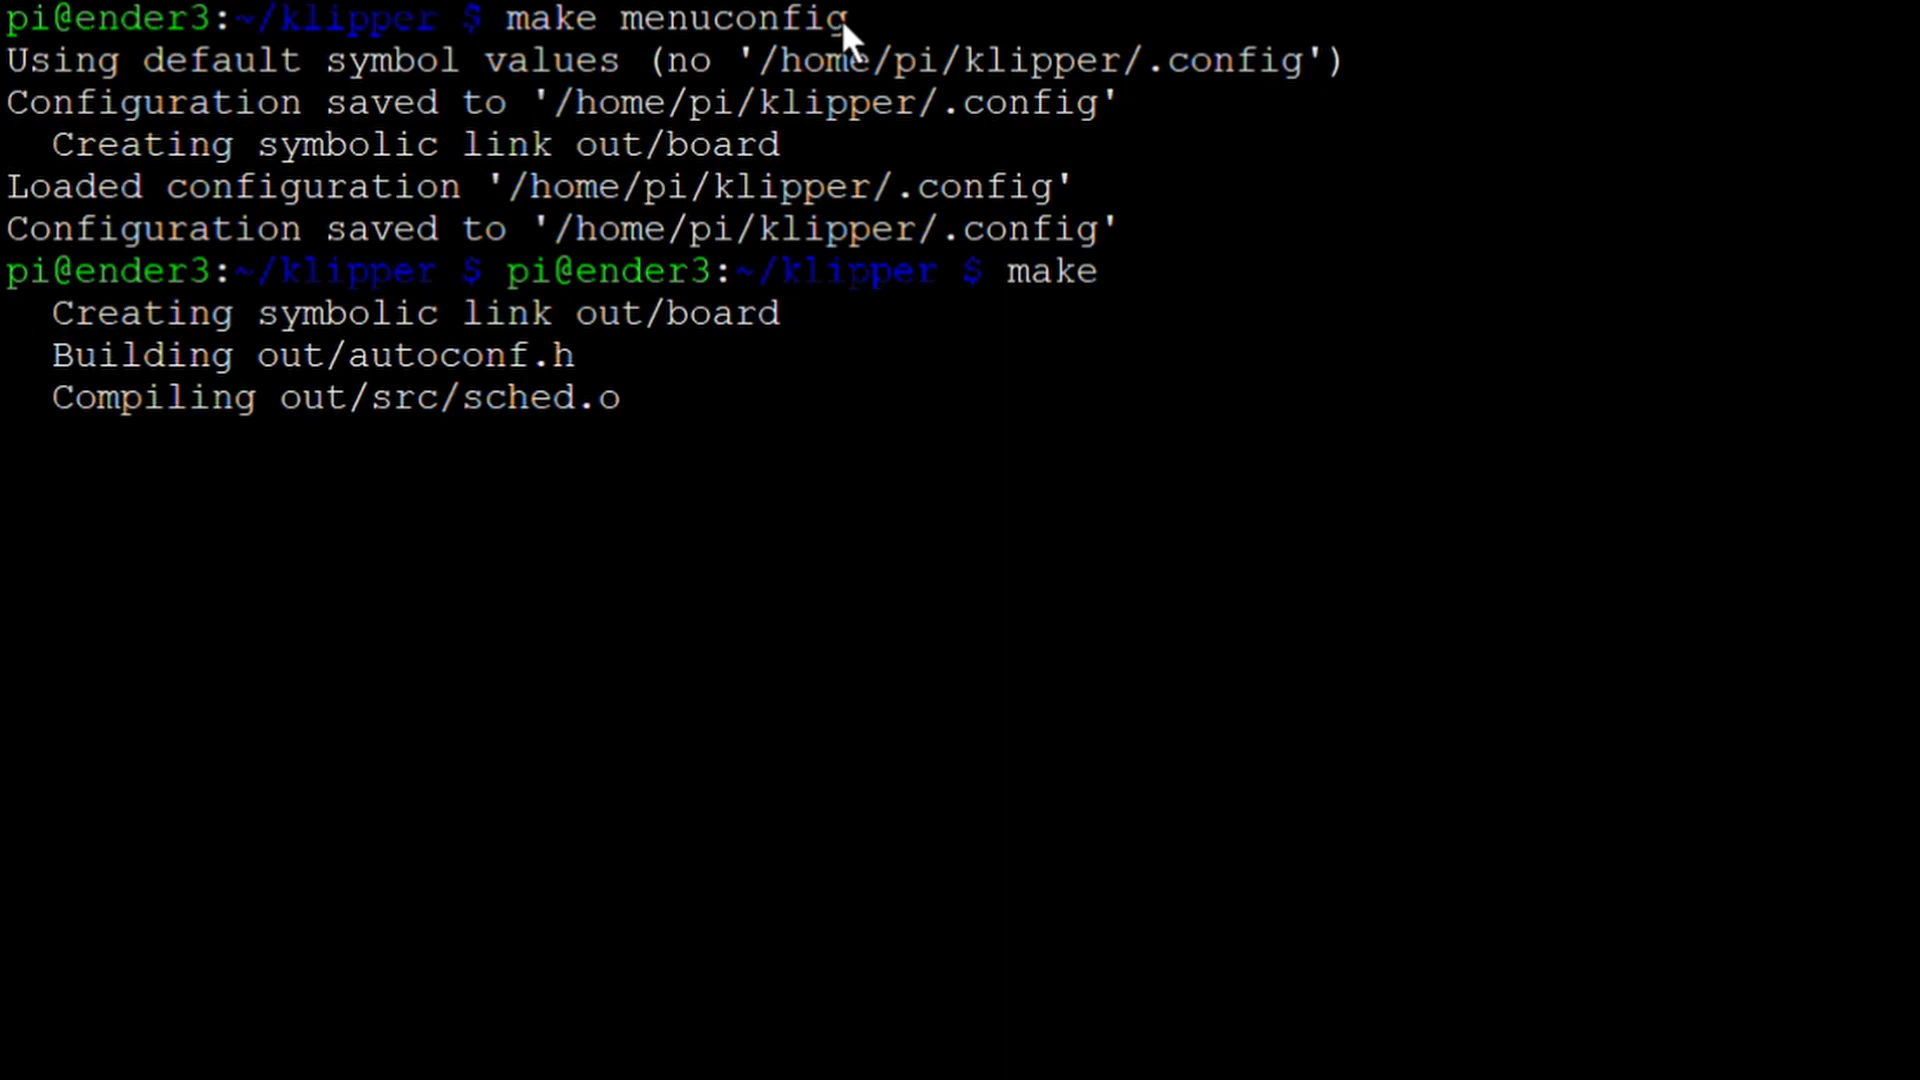 pi@ender3:~/klipper $ make menuconfig
Using default symbol values (no '/home/pi/klipper/.config')
Configuration saved to '/home/pi/klipper/.config'
  Creating symbolic link out/board
Loaded configuration '/home/pi/klipper/.config'
Configuration saved to '/home/pi/klipper/.config'
pi@ender3:~/klipper $ pi@ender3:~/klipper $ make
  Creating symbolic link out/board
  Building out/autoconf.h
  Compiling out/src/sched.o